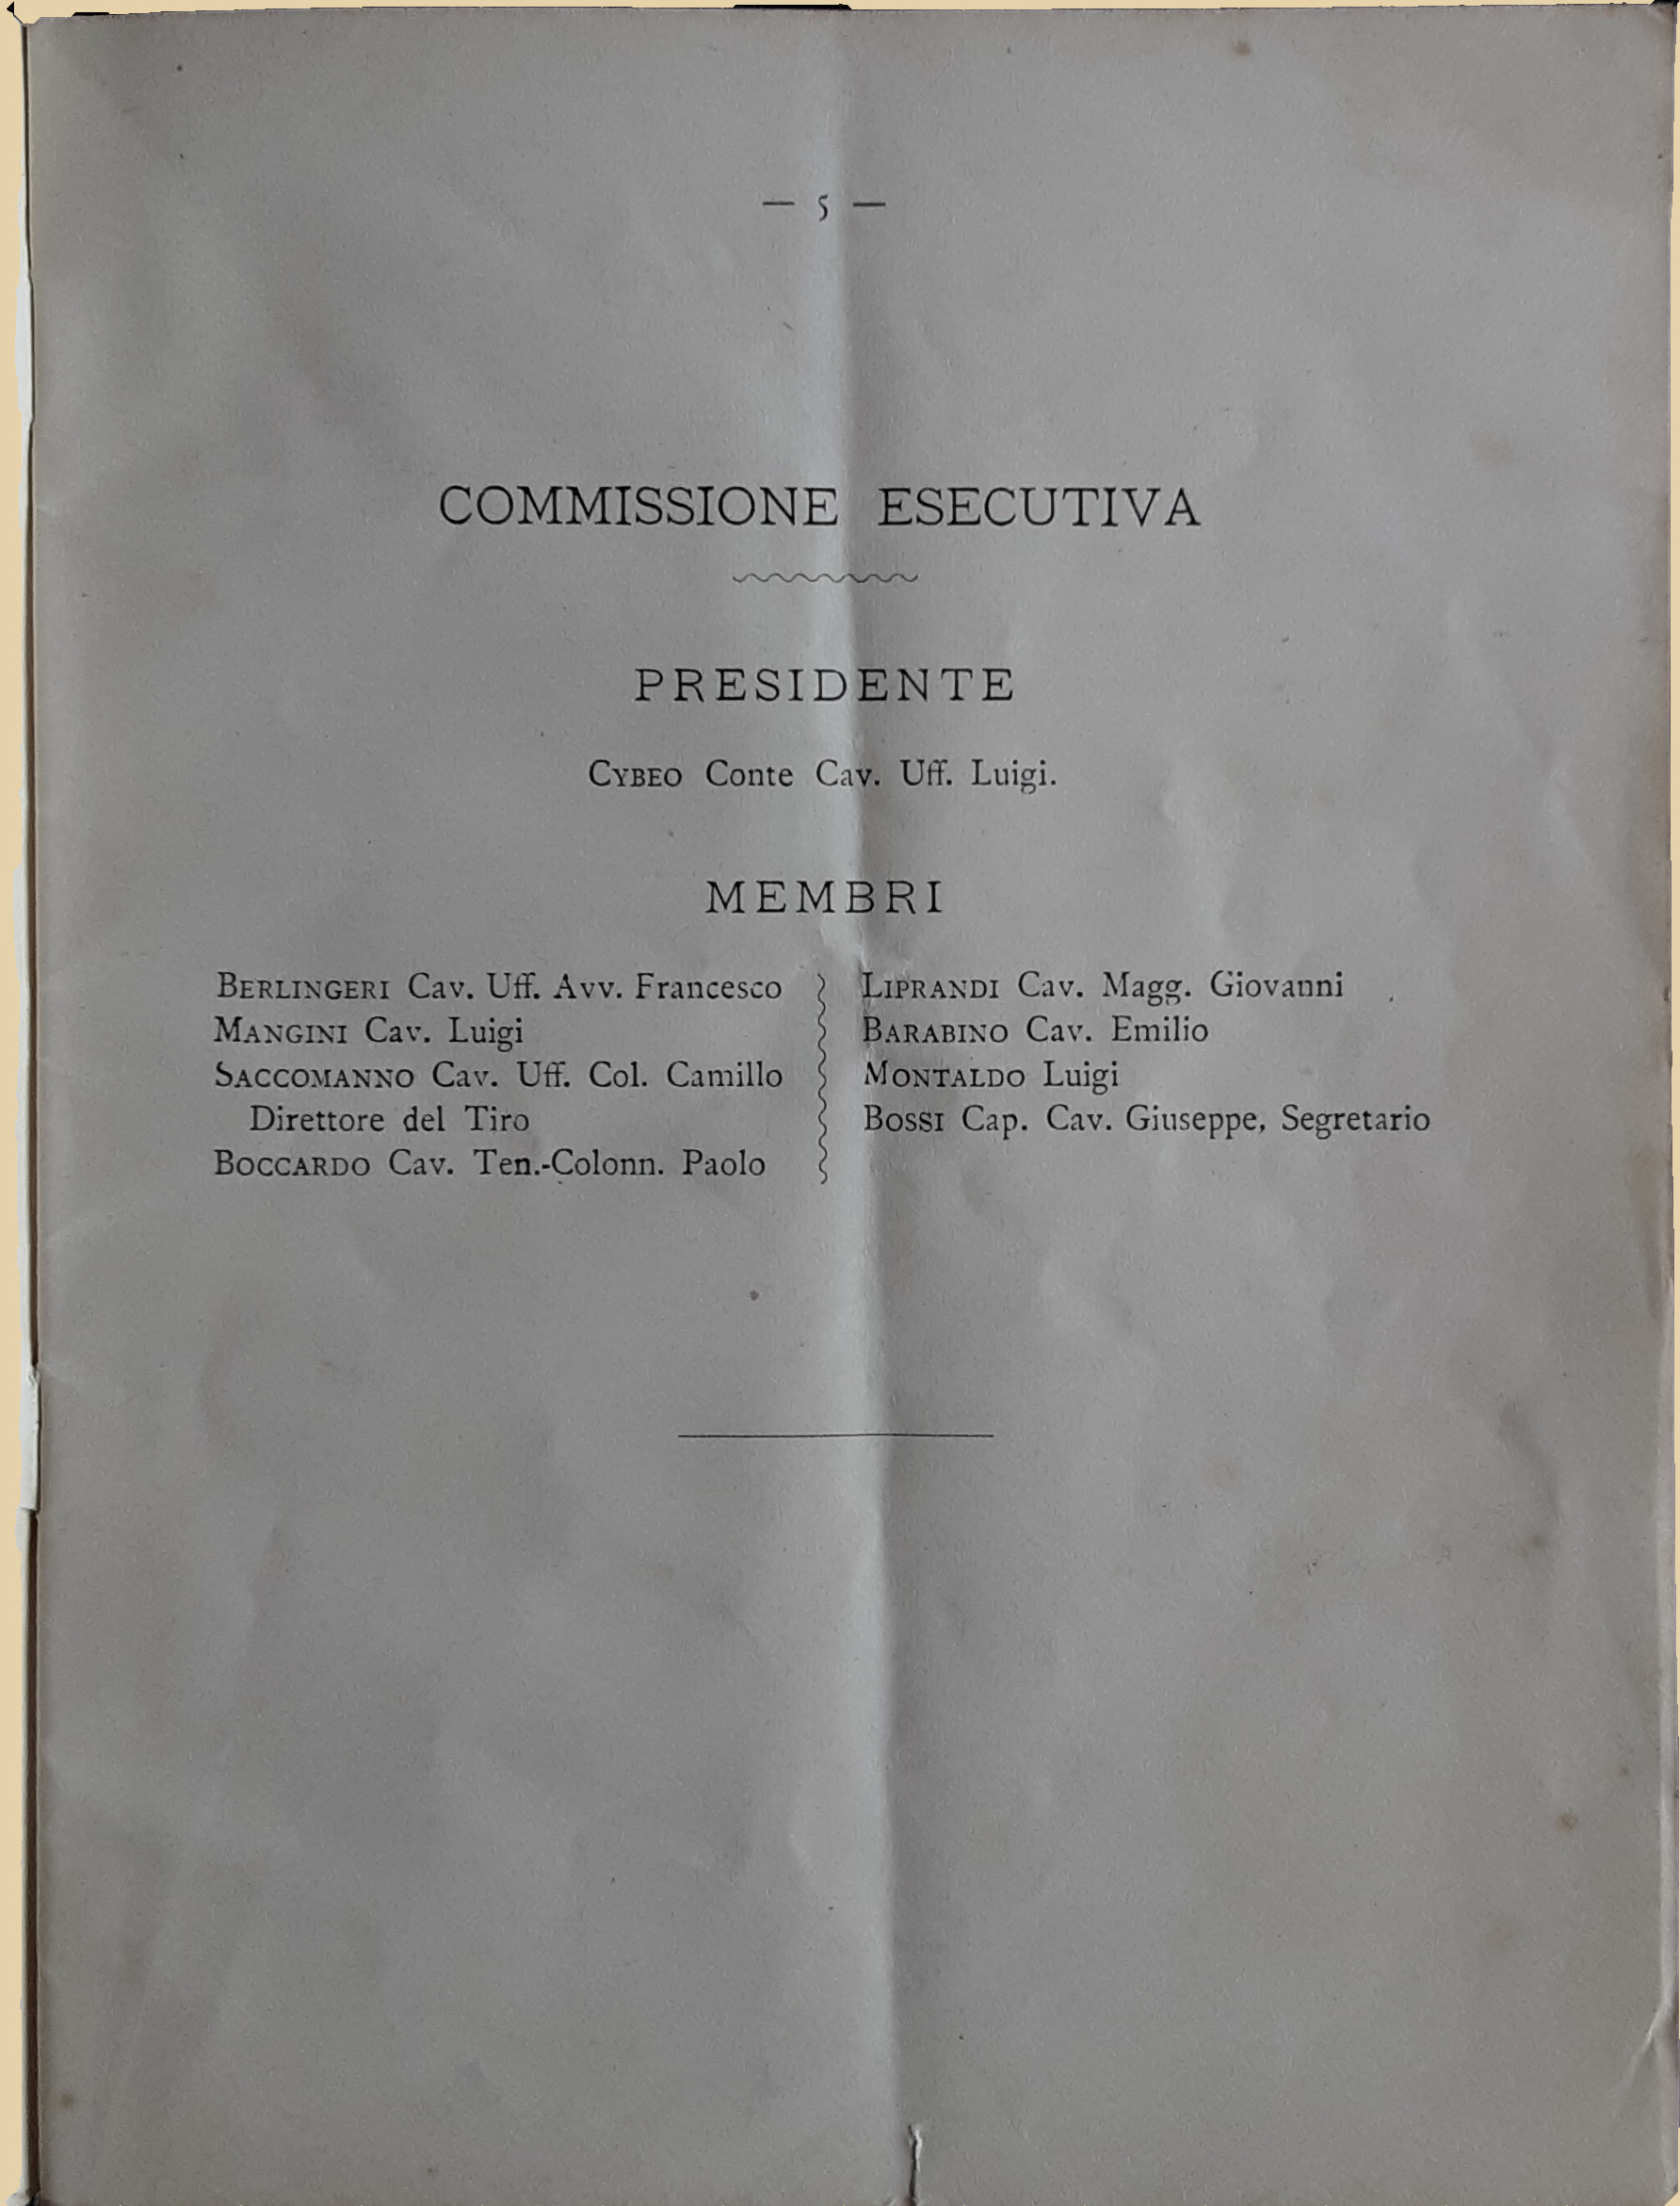 — 5 —
COMMISSIONE ESECUTIVA
PRESIDENTE
CYBEO Conte Cav. Uff. Luigi.
MEMBRI
BERLINGERI Cav. Uff. Avv. Francesco
MANGINI Cav. Luigi
SACCOMANNO Cav. Uff. Col. Camillo
Direttore del Tiro
BOCCARDO Cav. Ten.-Colonn. Paolo
LIPRANDI Cav. Magg. Giovanni
BARABINO Cav. Emilio
MONTALDO Luigi
BOSSI Cap. Cav. Giuseppe, Segretario